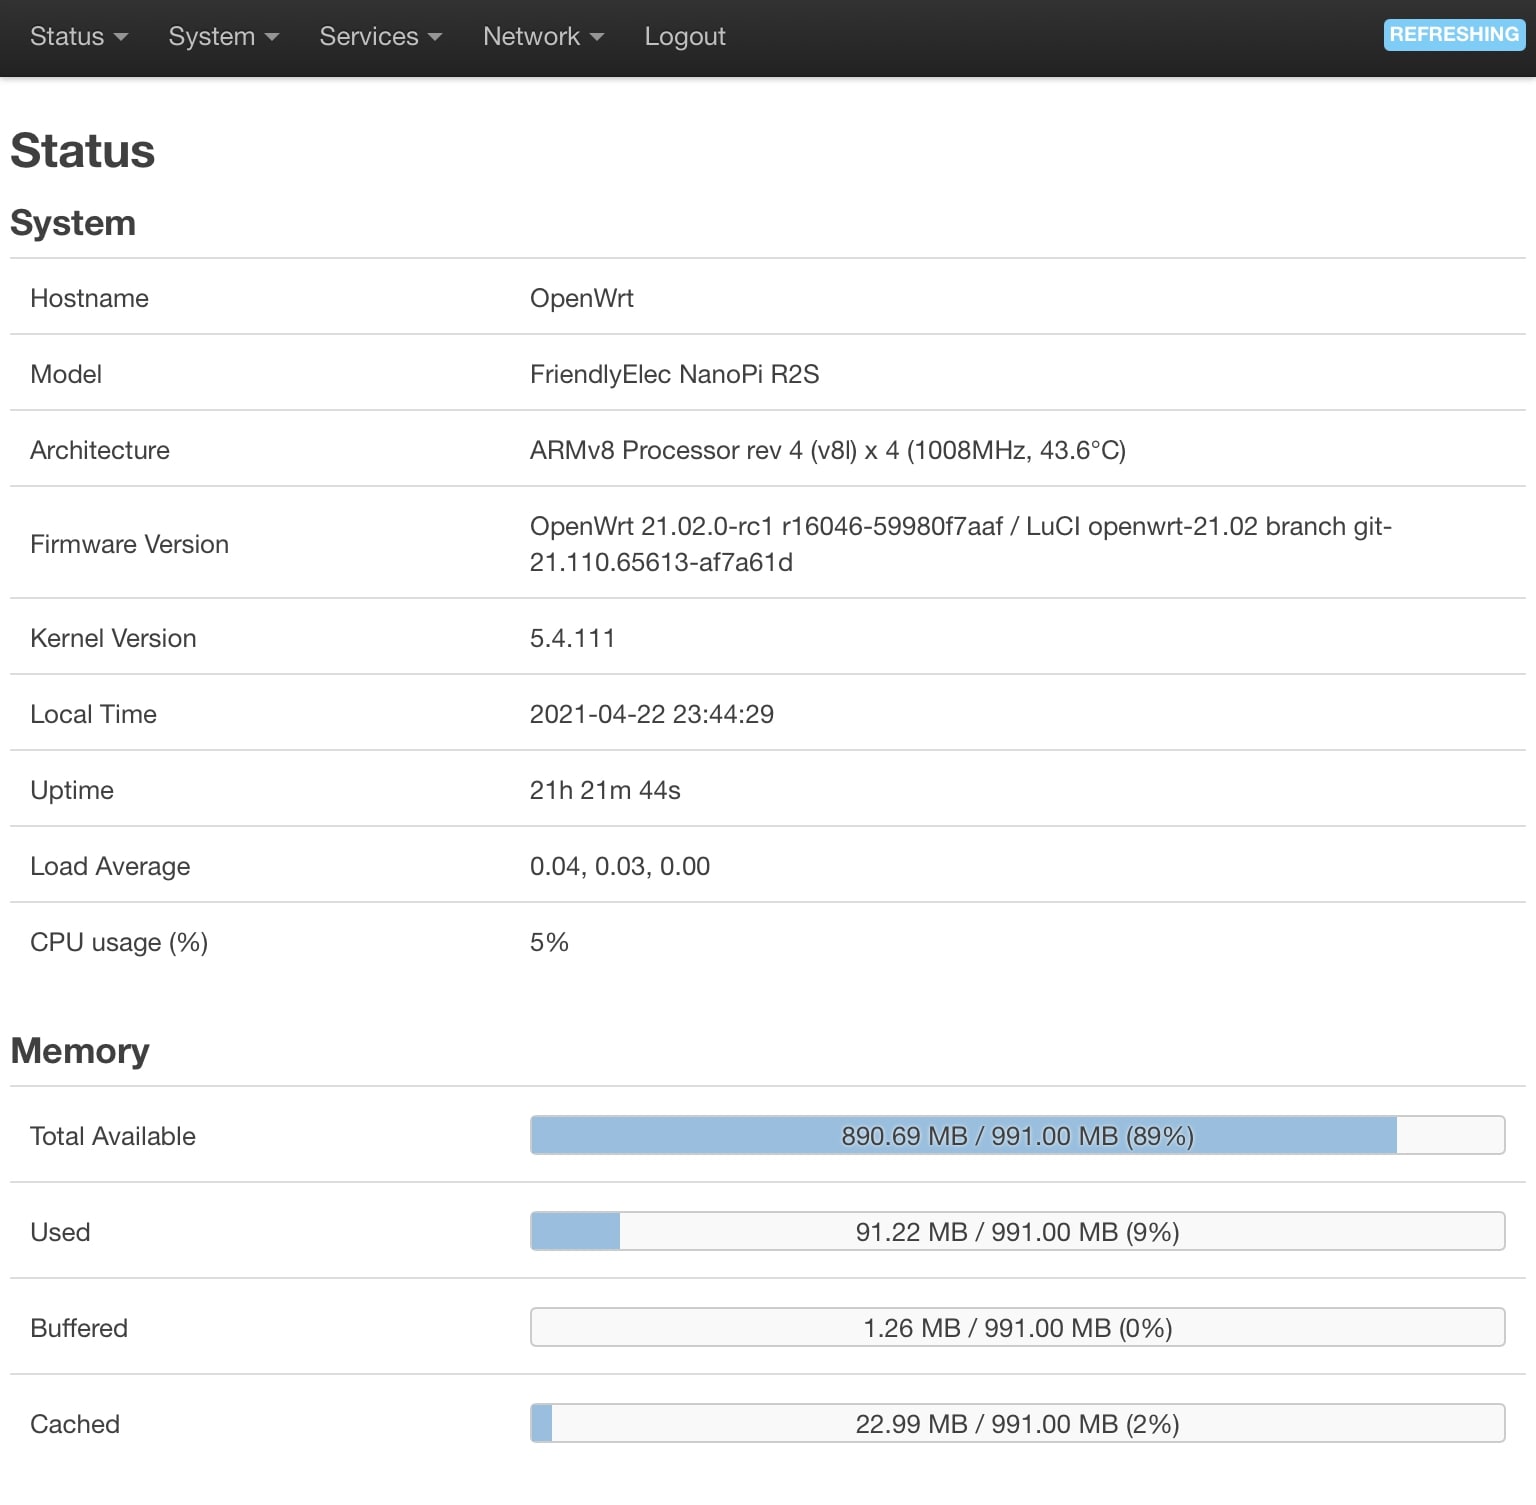 Status System Services Network Logout REFRESHING
Status
System
Hostname OpenWrt
Model FriendlyElec NanoPi R2S
Architecture ARMv8 Processor rev 4 (v8l) x 4 (1008MHz, 43.6°C)
Firmware Version OpenWrt 21.02.0-rc1 r16046-59980f7aaf / LuCI openwrt-21.02 branch git-
21.110.65613-af7a61d
Kernel Version 5.4.111
Local Time 2021-04-22 23:44:29
Uptime 21h 21m 44s
Load Average 0.04, 0.03, 0.00
CPU usage (%) 5%
Memory
Total Available 890.69 MB / 991.00 MB (89%)
Used 91.22 MB / 991.00 MB (9%)
Buffered 1.26 MB / 991.00 MB (0%)
Cached 22.99 MB / 991.00 MB (2%)